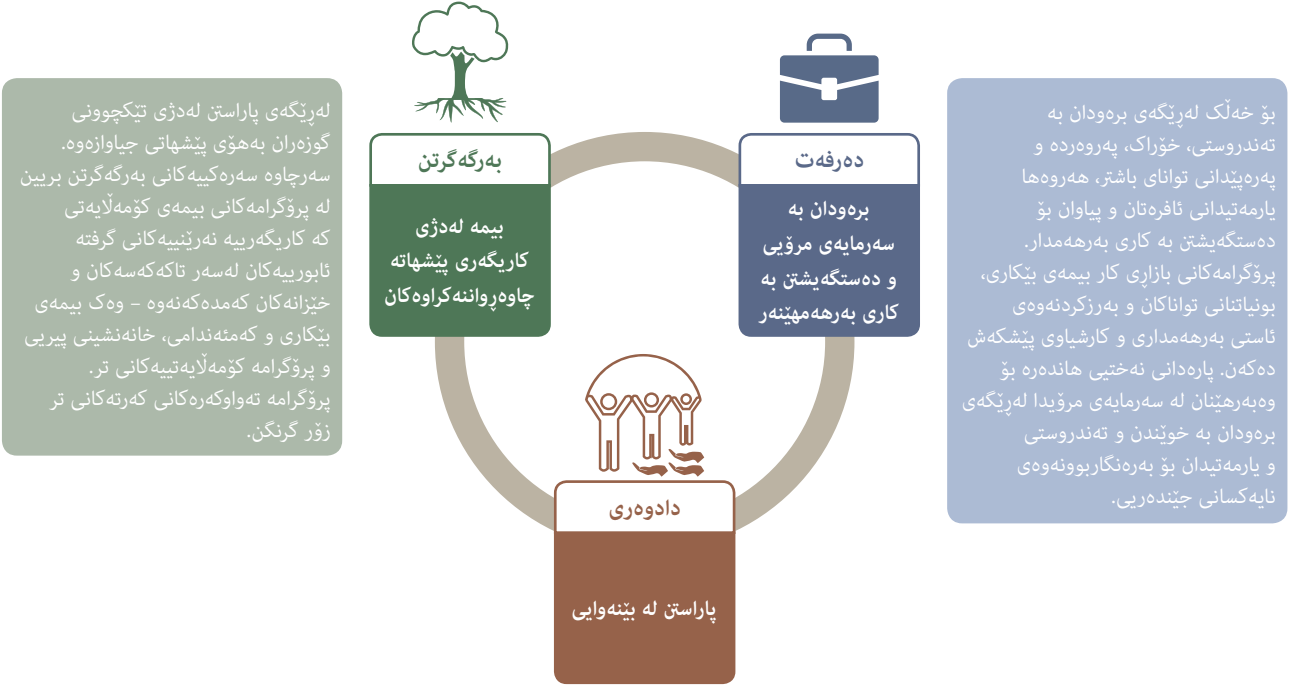 بۆ خەڵک لەڕێگەی برەودان بە
تەندروستی، خۆراک، پەروەردە و
پەرەپێدانی توانای باشتر، هەروەها
یارمەتیدانی ئافرەتان و پیاوان بۆ
دەستگەیشتن بە کاری بەرهەمدار.
پرۆگرامەکانی بازاڕی کار بیمەی بێکاری،
بونیاتنانی تواناکان و بەرزکردنەوەی
ئاستی بەرهەمداری و کارشیاوی پێشکەش
دەکەن. پارەدانی نەختیی هاندەرە بۆ
وەبەرهێنان لە سەرمایەی مرۆیدا لەڕێگەی
برەودان بە خوێندن و تەندروستی
و یارمەتیدان بۆ بەرەنگاربوونەوەی
نایەکسانی جێندەریی.
دەرفەت
برەودان بە
سەرمایەی مرۆیی
و دەستگەیشتن بە
کاری بەرهەمهێنەر
بەرگەگرتن
بیمە لەدژی
کاریگەری پێشهاتە
چاوەڕواننەکراوەکان
لەڕێگەی پاراستن لەدژی تێکچوونی
گوزەران بەهۆی پێشهاتی جیاوازەوە.
سەرچاوە سەرەکییەکانی بەرگەگرتن بریین
لە پرۆگرامەکانی بیمەی کۆمەڵایەتی
کە کاریگەرییە نەرێنییەکانی گرفتە
ئابورییەکان لەسەر تاکەکەسەکان و
خێزانەکان کەمدەکەنەوە – وەک بیمەی
بێکاری و کەمئەندامی، خانەنشینی پیریی
و پرۆگرامە کۆمەڵایەتییەکانی تر.
پرۆگرامە تەواوکەرەکانی کەرتەکانی تر
زۆر گرنگن.
دادوەری
پاراستن لە بێنەوایی